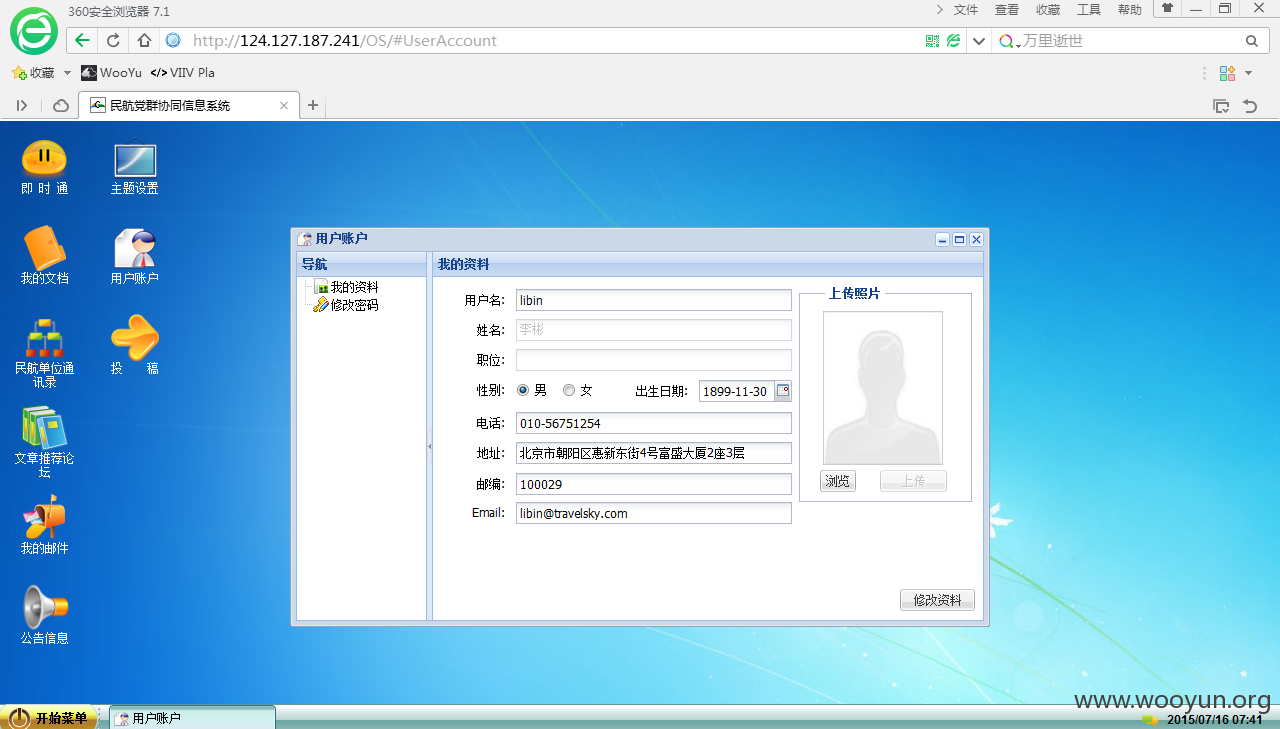 360安全浏览器 7.1
文件 查看 收藏 工具 帮助
http://124.127.187.241/OS/#UserAccount
万里逝世
收藏 WooYu </> VIIV Pla
民航党群协同信息系统
即 时 通
主题设置
我的文档
用户账户
民航单位通
讯录
投 稿
文章推荐论
坛
我的邮件
公告信息
用户账户
导航
我的资料
修改密码
我的资料
用户名: libin
姓名: 李彬
职位:
性别: 男 女 出生日期: 1899-11-30
电话: 010-56751254
地址: 北京市朝阳区惠新东街4号富盛大厦2座3层
邮编: 100029
Email: libin@travelsky.com
上传照片
浏览 上传
修改资料
www.wooyun.org
开始菜单 用户账户 2015/07/16 07:41